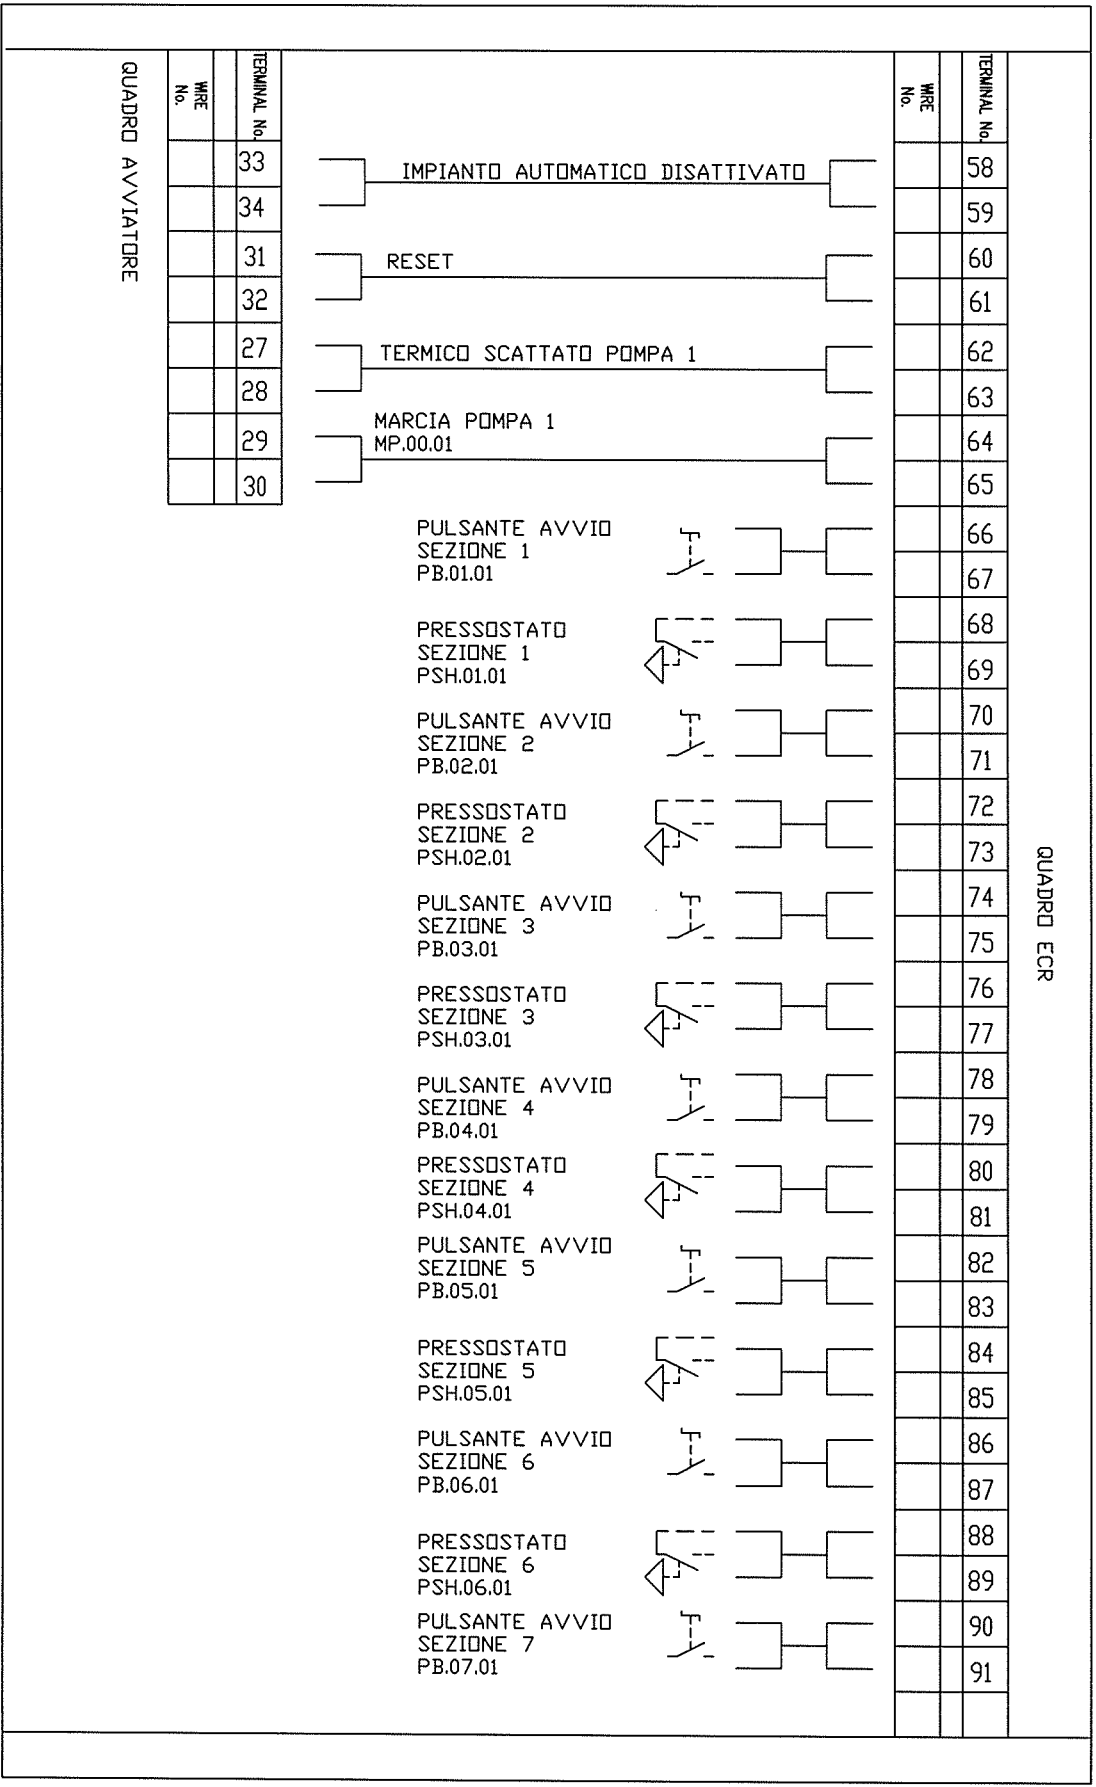 QUADRO AVVIATORE
WIRE
No.
TERMINAL No.
33
34
31
32
27
28
29
30
IMPIANTO AUTOMATICO DISATTIVATO
RESET
TERMICO SCATTATO POMPA 1
MARCIA POMPA 1
MP.00.01
PULSANTE AVVIO
SEZIONE 1
PB.01.01
PRESSOSTATO
SEZIONE 1
PSH.01.01
PULSANTE AVVIO
SEZIONE 2
PB.02.01
PRESSOSTATO
SEZIONE 2
PSH.02.01
PULSANTE AVVIO
SEZIONE 3
PB.03.01
PRESSOSTATO
SEZIONE 3
PSH.03.01
PULSANTE AVVIO
SEZIONE 4
PB.04.01
PRESSOSTATO
SEZIONE 4
PSH.04.01
PULSANTE AVVIO
SEZIONE 5
PB.05.01
PRESSOSTATO
SEZIONE 5
PSH.05.01
PULSANTE AVVIO
SEZIONE 6
PB.06.01
PRESSOSTATO
SEZIONE 6
PSH.06.01
PULSANTE AVVIO
SEZIONE 7
PB.07.01
WIRE
No.
TERMINAL No.
58
59
60
61
62
63
64
65
66
67
68
69
70
71
72
73
74
75
76
77
78
79
80
81
82
83
84
85
86
87
88
89
90
91
QUADRO ECR